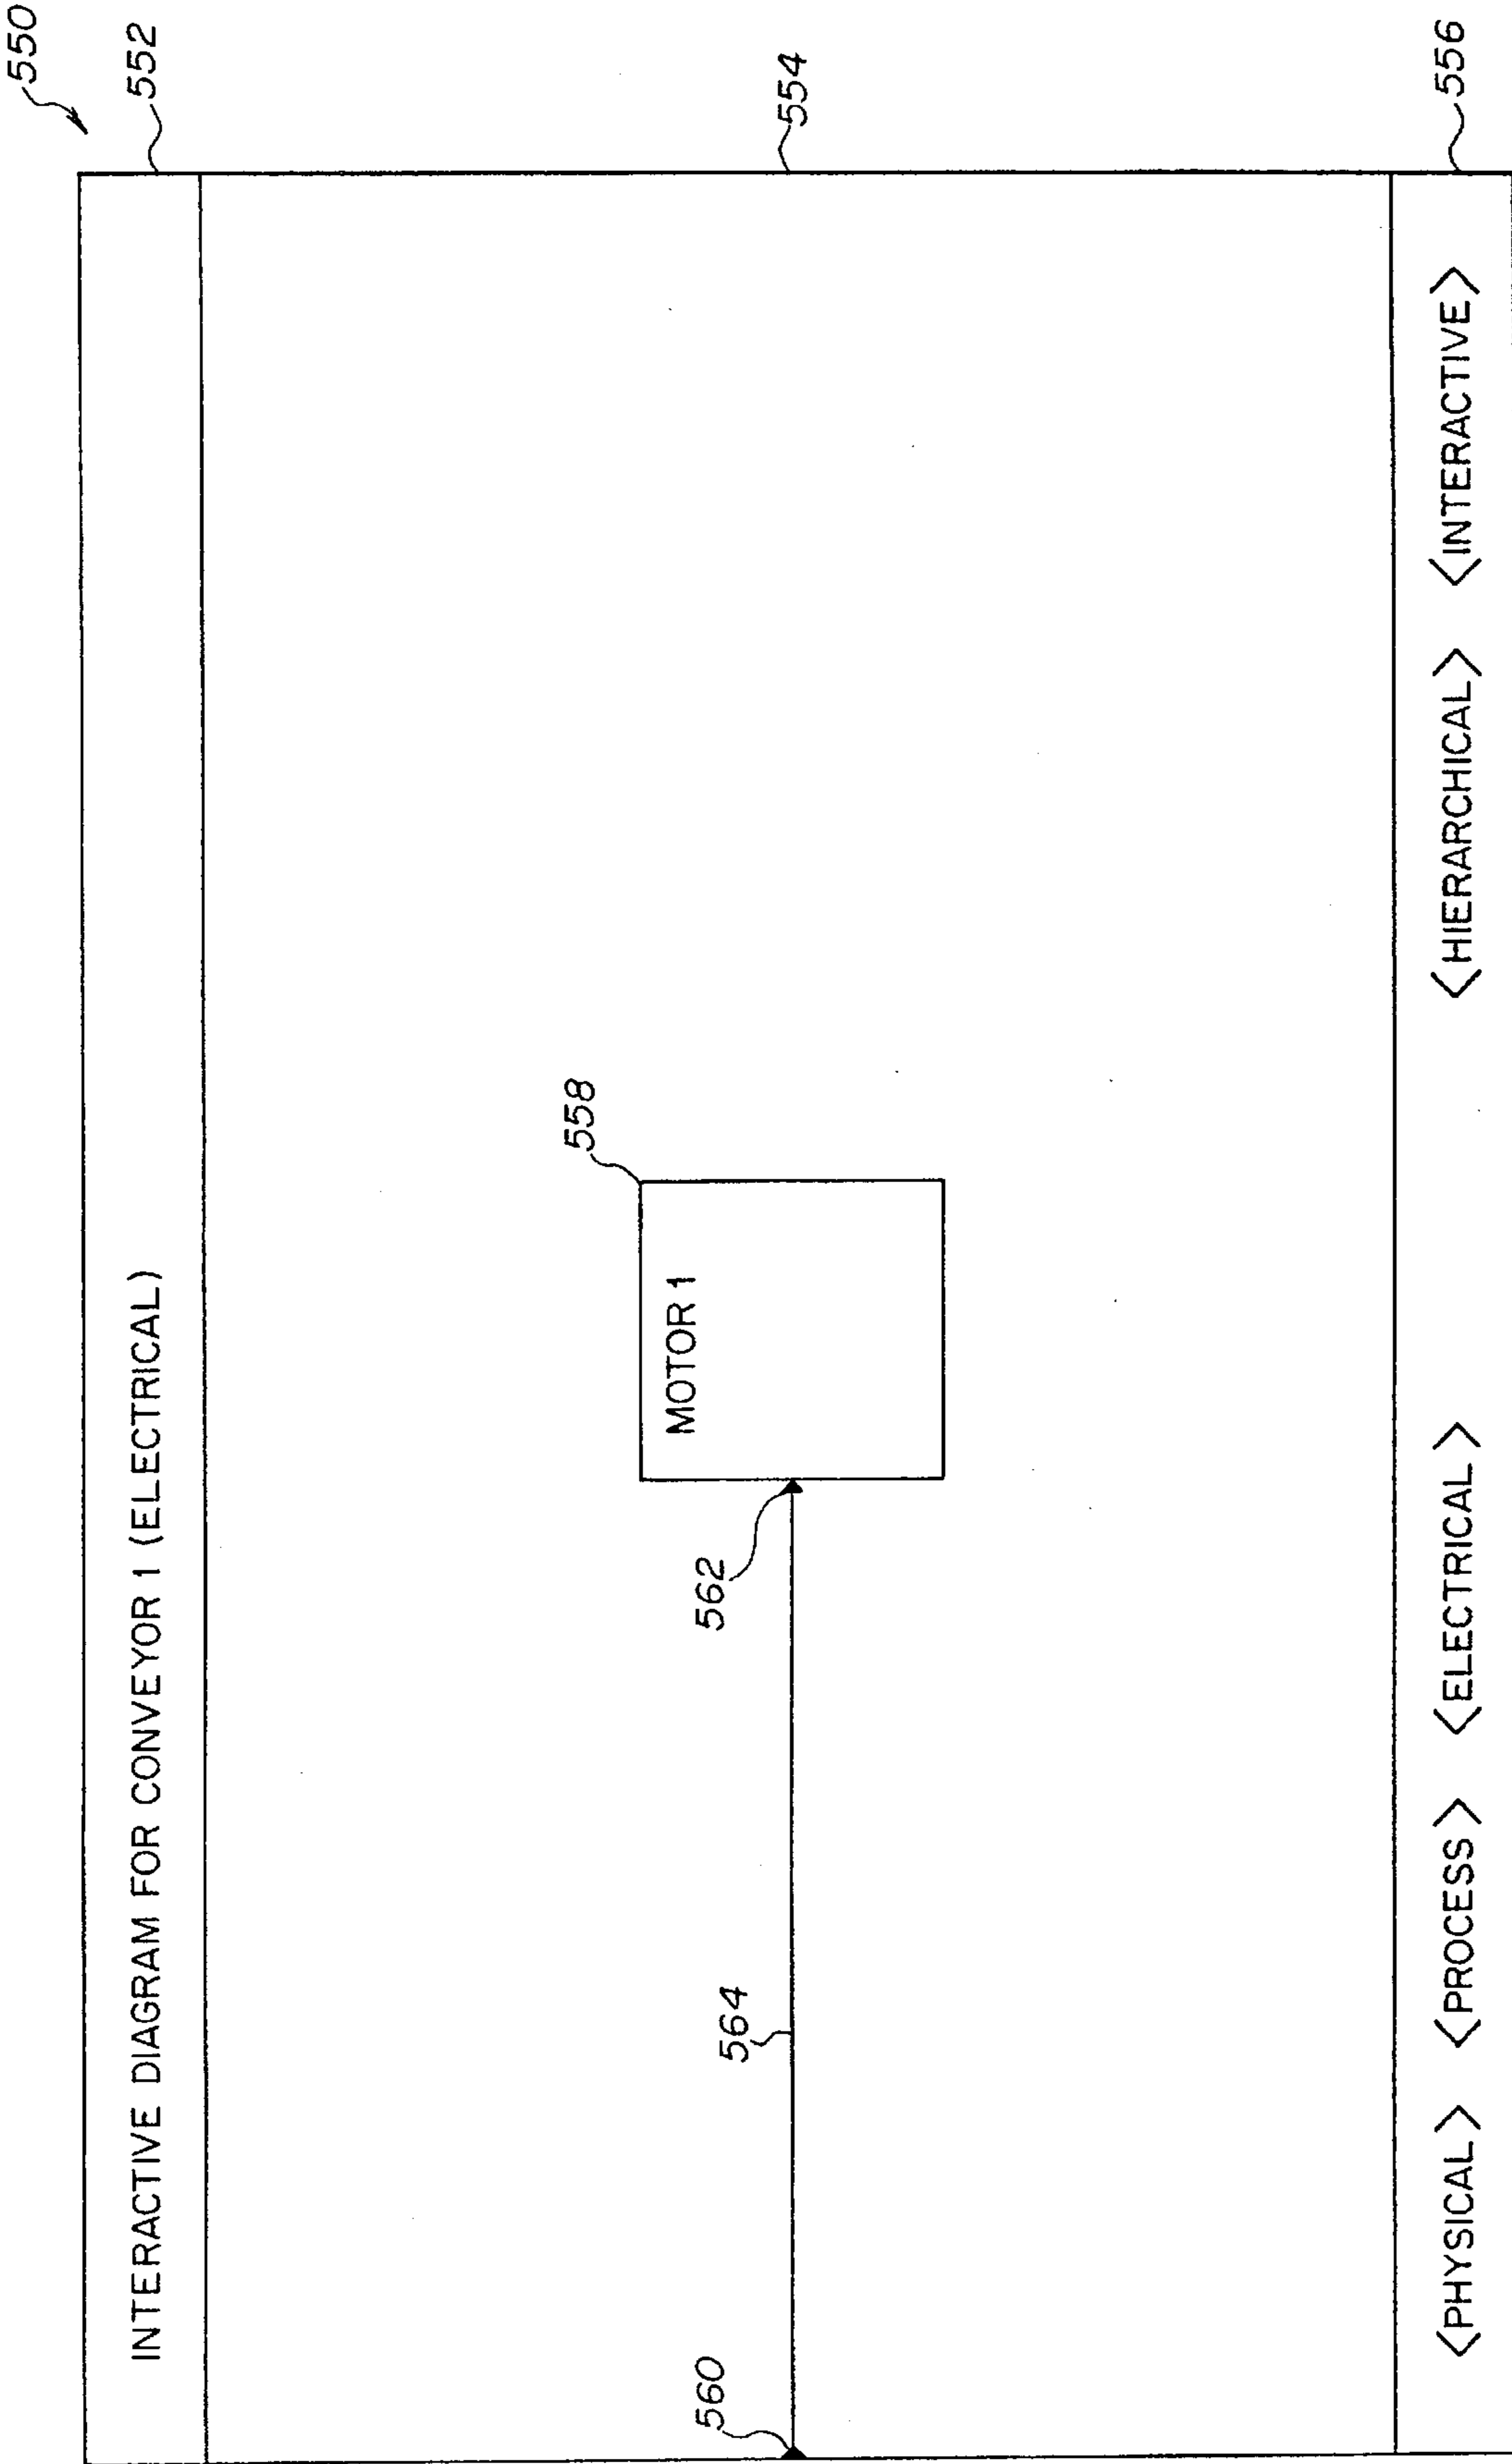 550
INTERACTIVE DIAGRAM FOR CONVEYOR 1 (ELECTRICAL)
552
558
MOTOR 1
560
564
562
554
<PHYSICAL> <PROCESS> <ELECTRICAL> <HIERARCHICAL> <INTERACTIVE>
556